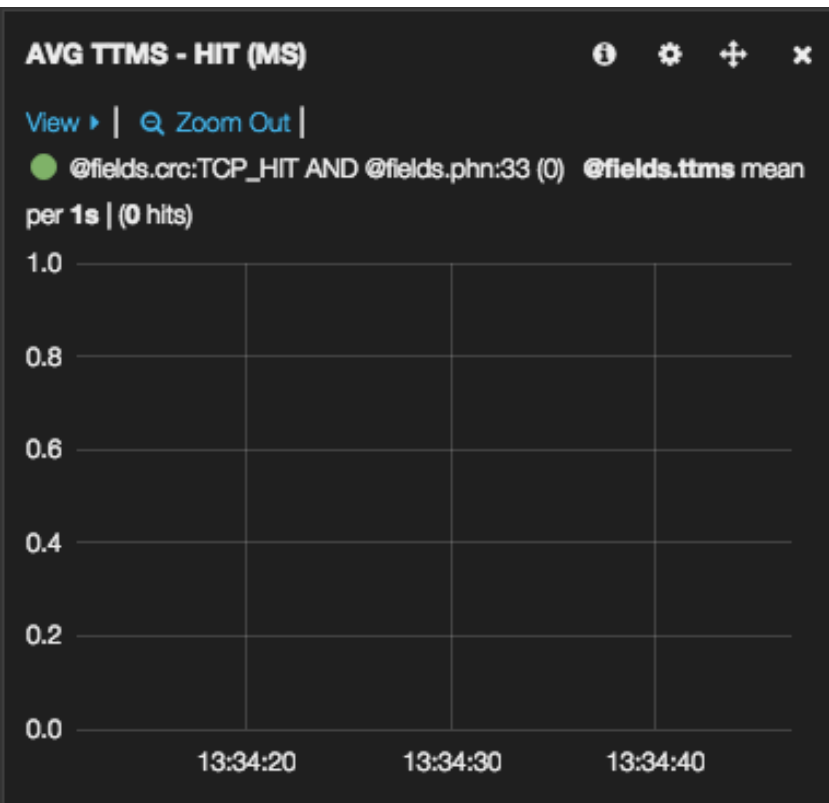 AVG TTMS - HIT (MS)
View | Zoom Out |
@fields.crc:TCP_HIT AND @fields.phn:33 (0) @fields.ttms mean
per 1s | (0 hits)
1.0
0.8
0.6
0.4
0.2
0.0
13:34:20 13:34:30 13:34:40